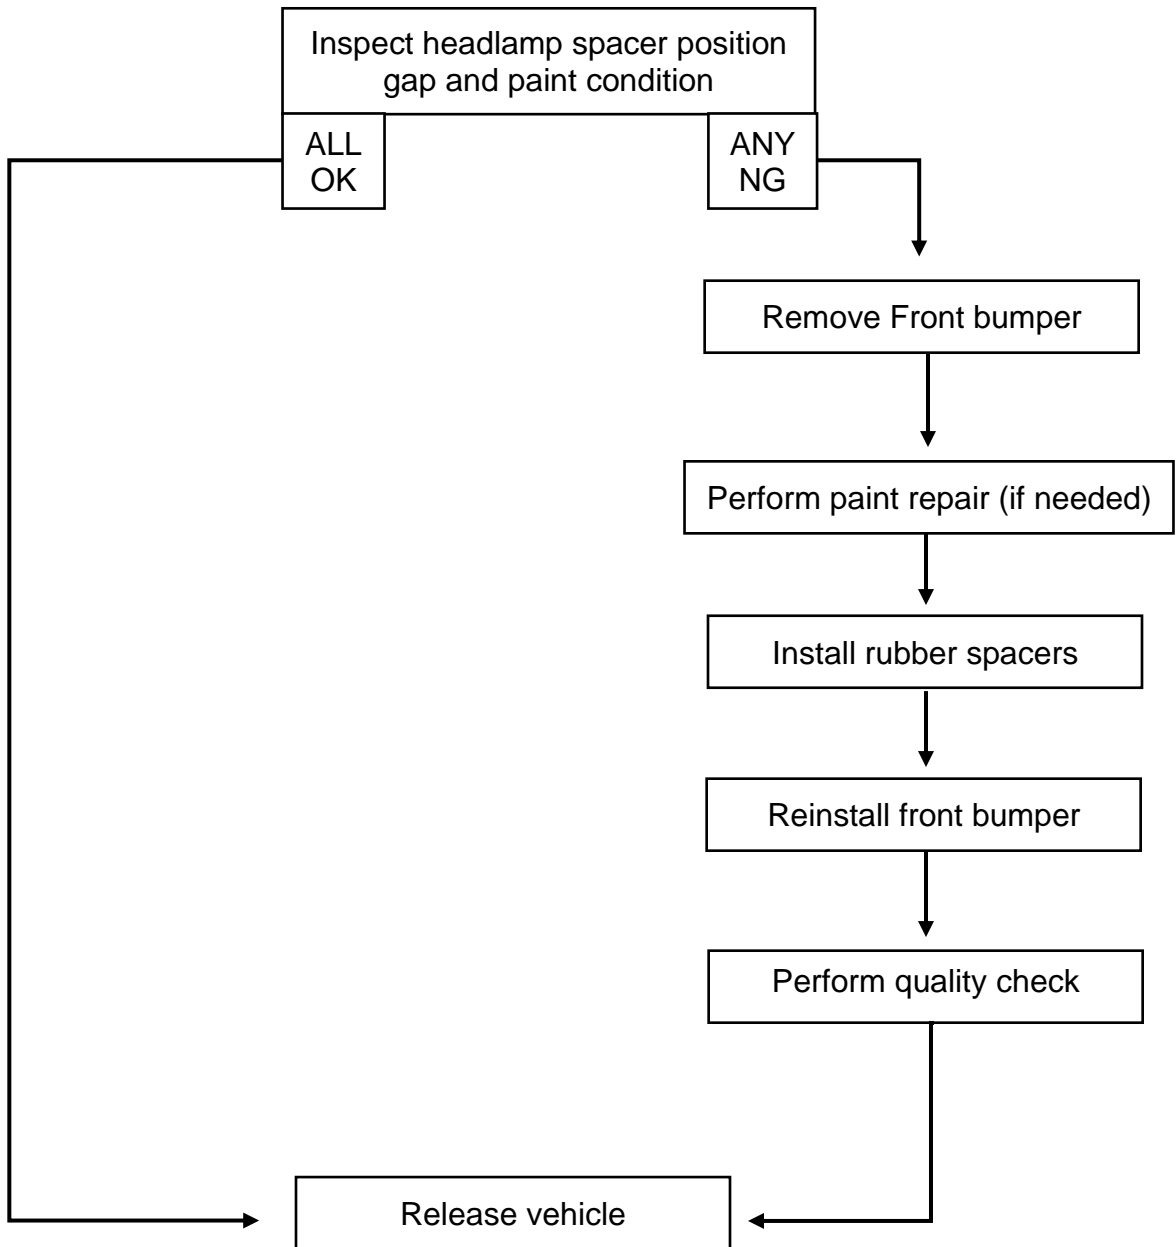 Inspect headlamp spacer position
gap and paint condition
ALL
OK
ANY
NG
Remove Front bumper
Perform paint repair (if needed)
Install rubber spacers
Reinstall front bumper
Perform quality check
Release vehicle